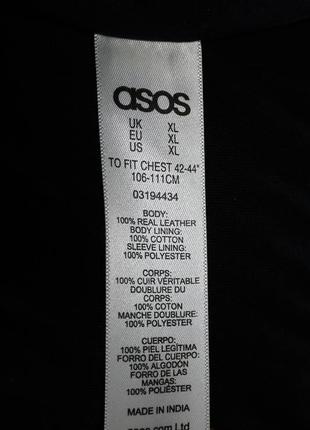 asos
UK XL
EU XL
US XL
TO FIT CHEST 42-44"
106-111CM
03194434
BODY:
100% REAL LEATHER
BODY LINING:
100% COTTON
SLEEVE LINING:
100% POLYESTER
CORPS:
100% CUIR VÉRITABLE
DOUBLURE DU
CORPS:
100% COTON
MANCHE DOUBLURE:
100% POLYESTER
CUERPO:
100% PIEL LEGÍTIMA
FORRO DEL CUERPO:
100% ALGODÓN
FORRO DE LAS
MANGAS:
100% POLIÉSTER
MADE IN INDIA
asos.com Ltd